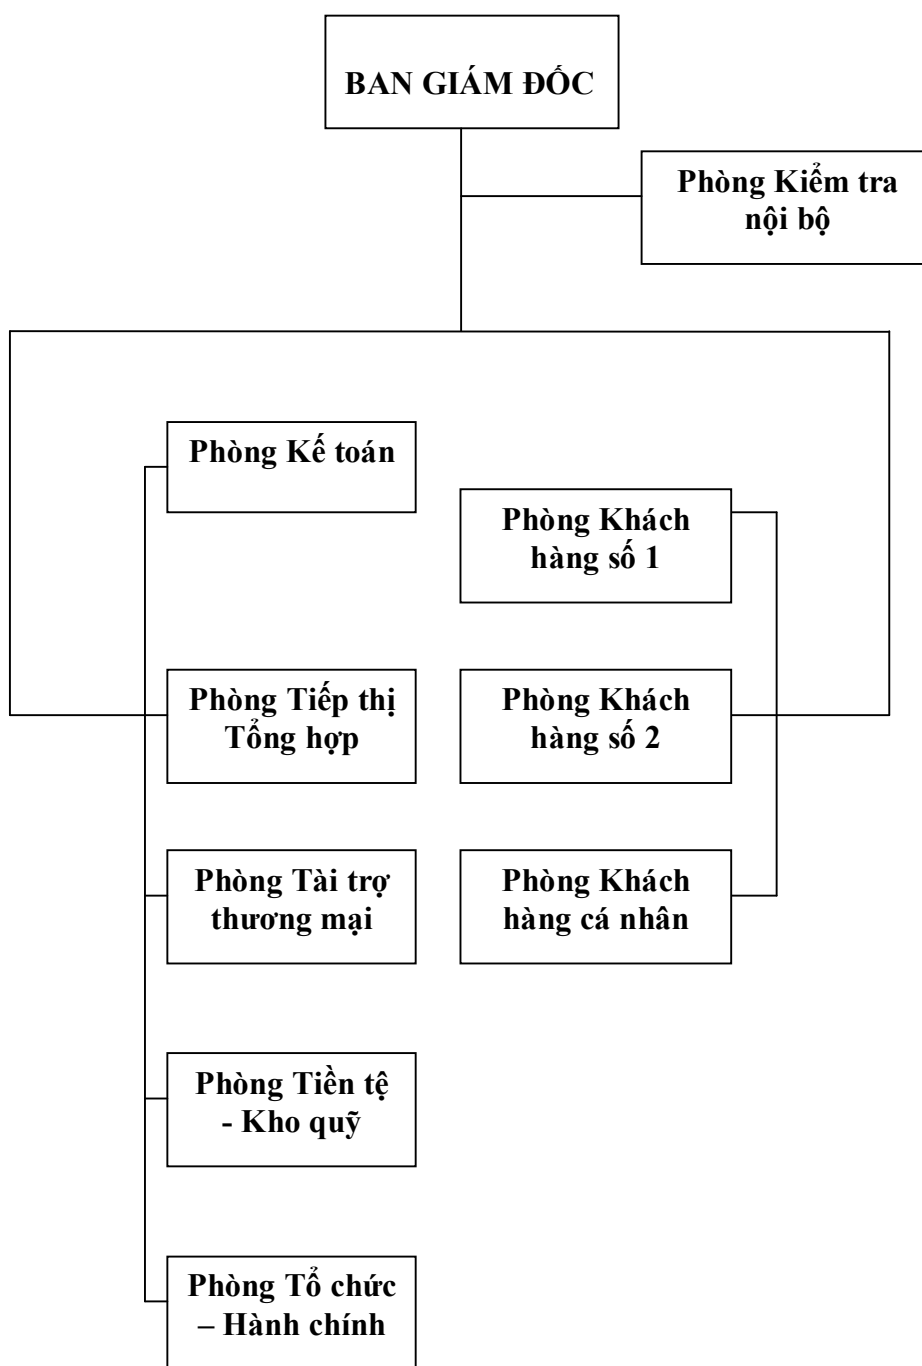 BAN GIÁM ĐỐC
Phòng Kiểm tra
nội bộ
Phòng Kế toán
Phòng Khách
hàng số 1
Phòng Tiếp thị
Tổng hợp
Phòng Khách
hàng số 2
Phòng Tài trợ
thương mại
Phòng Khách
hàng cá nhân
Phòng Tiền tệ
- Kho quỹ
Phòng Tổ chức
– Hành chính